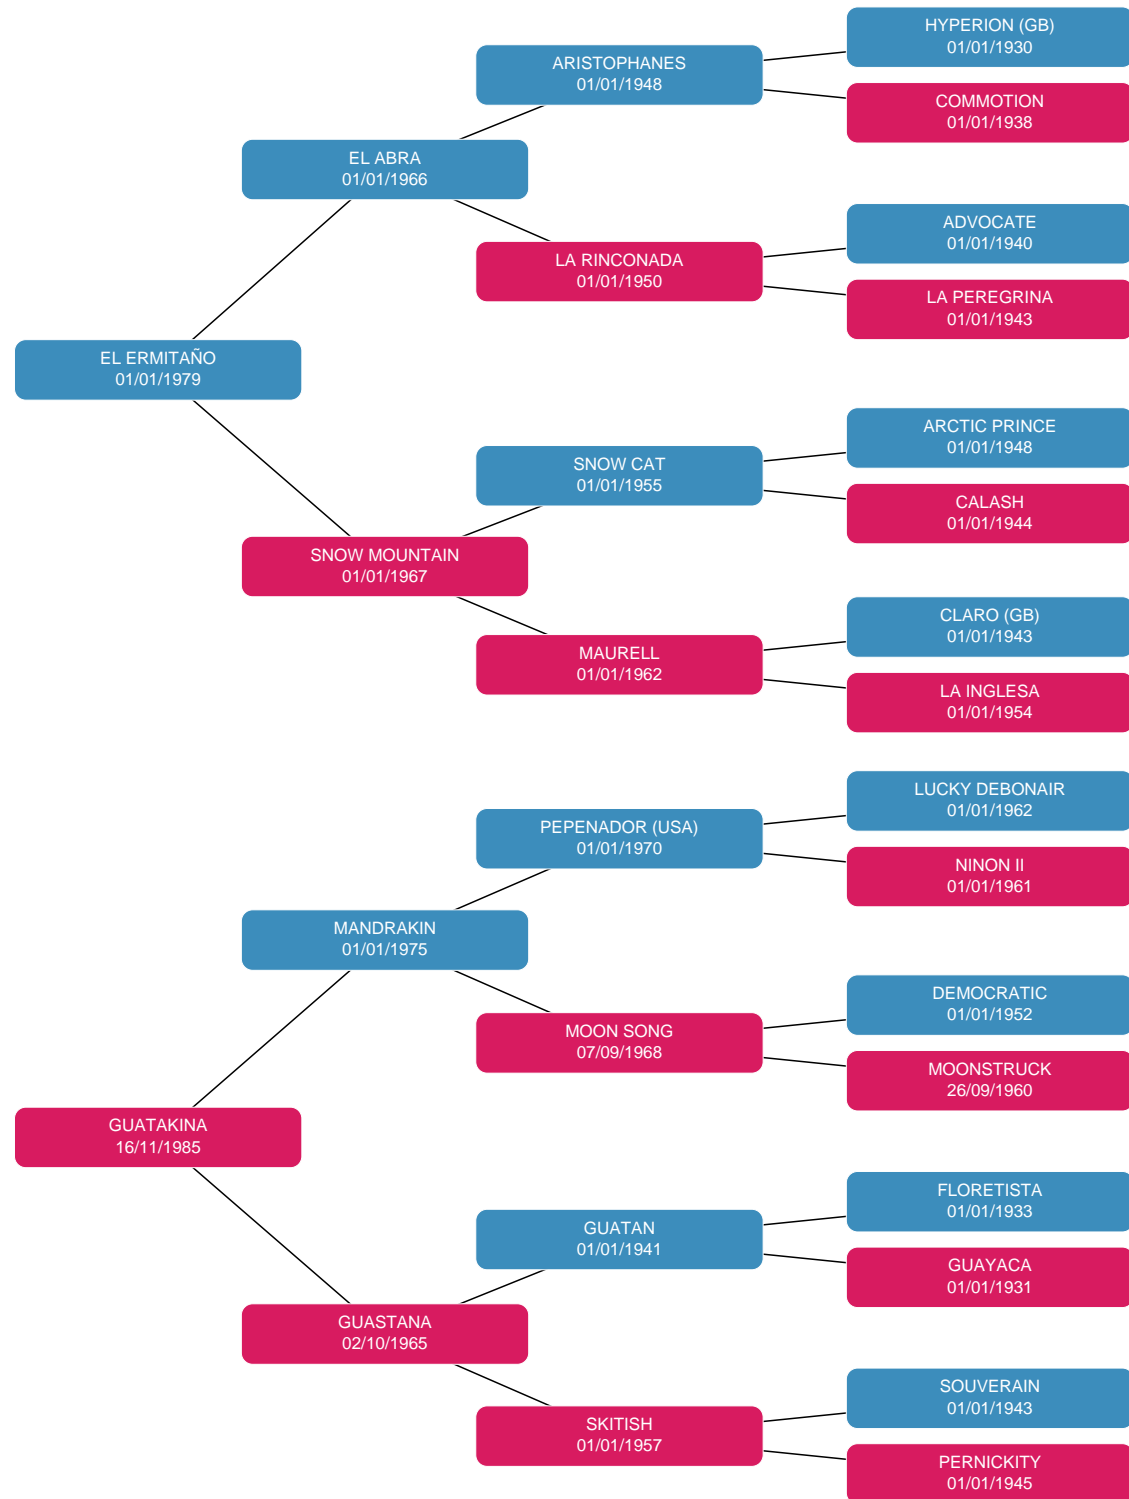 HYPERION (GB)
01/01/1930
ARISTOPHANES
01/01/1948
COMMOTION
01/01/1938
EL ABRA
01/01/1966
ADVOCATE
01/01/1940
LA RINCONADA
01/01/1950
LA PEREGRINA
01/01/1943
EL ERMITAÑO
01/01/1979
ARCTIC PRINCE
01/01/1948
SNOW CAT
01/01/1955
CALASH
01/01/1944
SNOW MOUNTAIN
01/01/1967
CLARO (GB)
01/01/1943
MAURELL
01/01/1962
LA INGLESA
01/01/1954
LUCKY DEBONAIR
01/01/1962
PEPENADOR (USA)
01/01/1970
NINON II
01/01/1961
MANDRAKIN
01/01/1975
DEMOCRATIC
01/01/1952
MOON SONG
07/09/1968
MOONSTRUCK
26/09/1960
GUATAKINA
16/11/1985
FLORETISTA
01/01/1933
GUATAN
01/01/1941
GUAYACA
01/01/1931
GUASTANA
02/10/1965
SOUVERAIN
01/01/1943
SKITISH
01/01/1957
PERNICKITY
01/01/1945